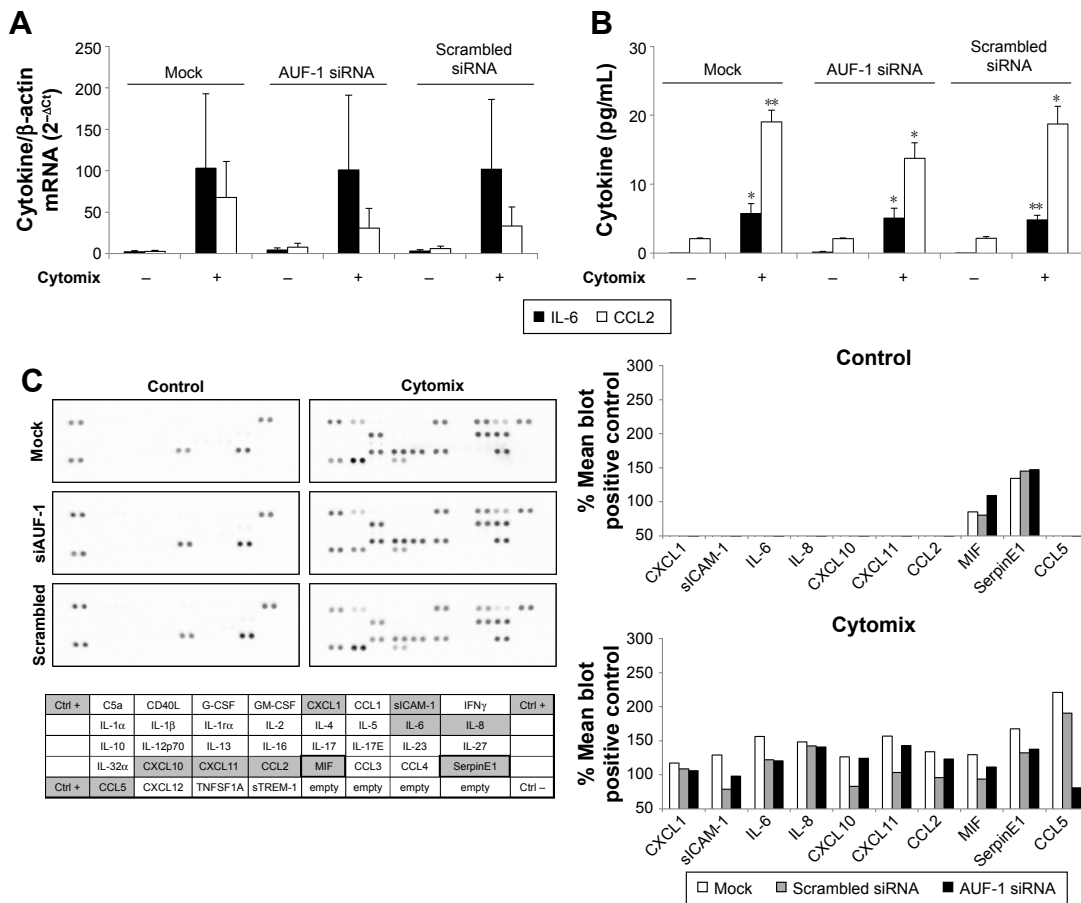 A
Cytokine/β-actin
mRNA (2–ΔCt)
250
200
150
100
50
0
Mock
AUF-1 siRNA
Scrambled
siRNA
Cytomix
– + – + – +
B
Cytokine (pg/mL)
30
20
10
0
Mock
AUF-1 siRNA
Scrambled
siRNA
* ** * * ** *
Cytomix
– + – + – +
IL-6 CCL2
C
Control Cytomix
Mock
siAUF-1
Scrambled
Ctrl + C5a CD40L G-CSF GM-CSF CXCL1 CCL1 sICAM-1 IFNγ Ctrl +
IL-1α IL-1β IL-1rα IL-2 IL-4 IL-5 IL-6 IL-8
IL-10 IL-12p70 IL-13 IL-16 IL-17 IL-17E IL-23 IL-27
IL-32α CXCL10 CXCL11 CCL2 MIF CCL3 CCL4 SerpinE1
Ctrl + CCL5 CXCL12 TNFSF1A sTREM-1 empty empty empty empty Ctrl –
Control
% Mean blot
positive control
300
250
200
150
100
50
CXCL1 sICAM-1 IL-6 IL-8 CXCL10 CXCL11 CCL2 MIF SerpinE1 CCL5
Cytomix
% Mean blot
positive control
300
250
200
150
100
50
CXCL1 sICAM-1 IL-6 IL-8 CXCL10 CXCL11 CCL2 MIF SerpinE1 CCL5
Mock Scrambled siRNA AUF-1 siRNA